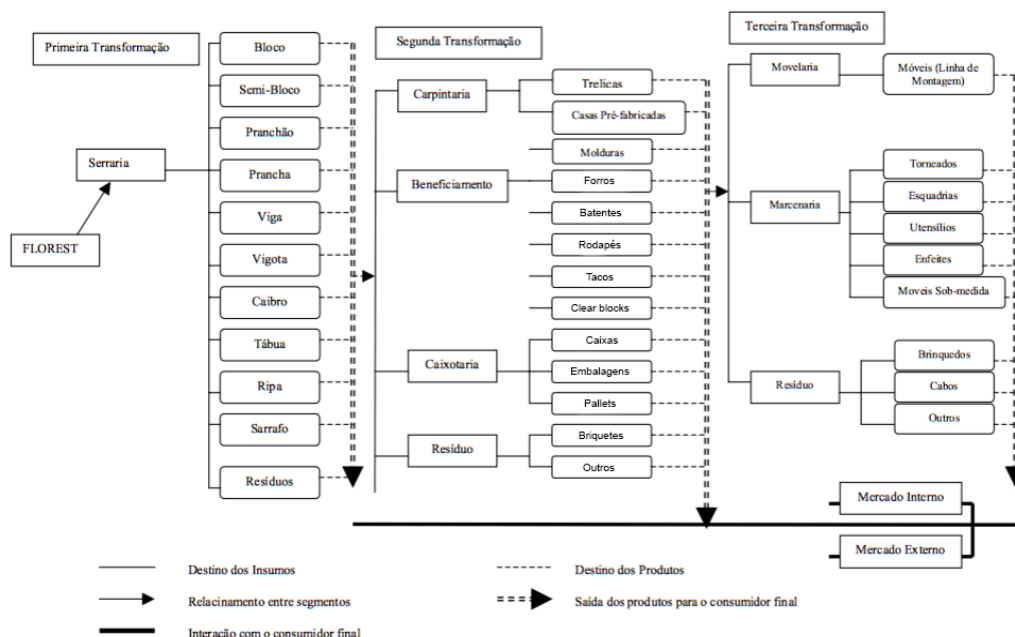 Primeira Transformação
Segunda Transformação
Terceira Transformação
FLOREST
Serraria
Bloco
Semi-Bloco
Pranchão
Prancha
Viga
Vigota
Caibro
Tábua
Ripa
Sarrafo
Resíduos
Carpintaria
Trelicas
Casas Pré-fabricadas
Beneficiamento
Molduras
Forros
Batentes
Rodapés
Tacos
Clear blocks
Caixotaria
Caixas
Embalagens
Pallets
Resíduo
Briquetes
Outros
Movelaria
Móveis (Linha de
Montagem)
Marcenaria
Torneados
Esquadrias
Utensílios
Enfeites
Moveis Sob-medida
Resíduo
Brinquedos
Cabos
Outros
Mercado Interno
Mercado Externo
Destino dos Insumos
Destino dos Produtos
Relacinamento entre segmentos
Saída dos produtos para o consumidor final
Interação com o consumidor final